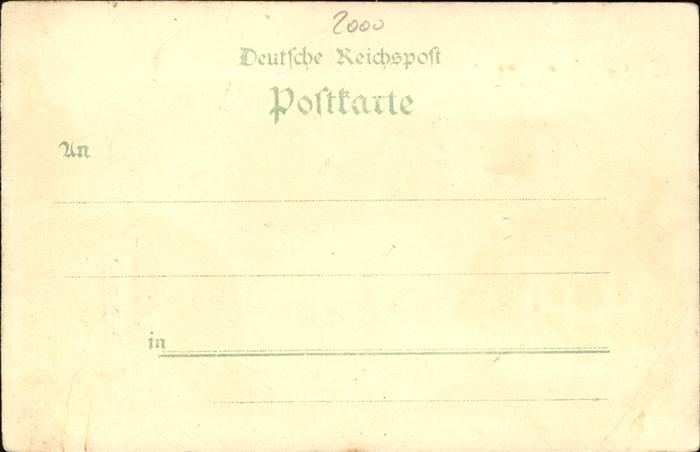 2000
Deutſche Reichspoſt
Poſtkarte
An
in